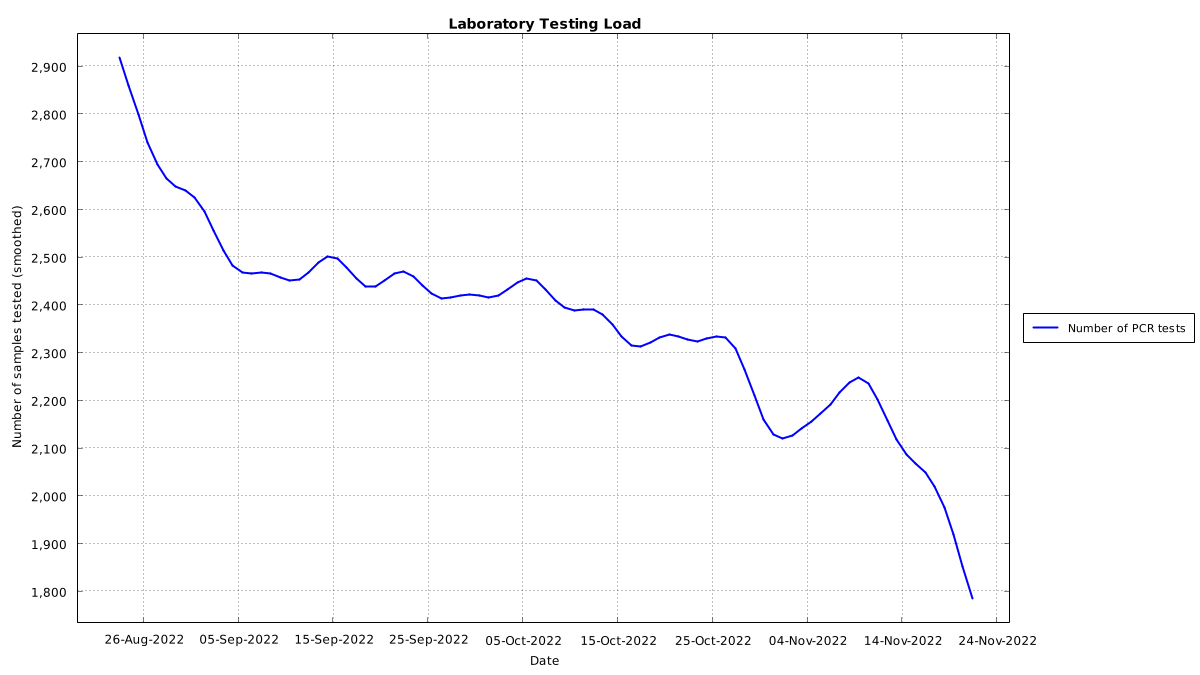 Laboratory Testing Load
Number of samples tested (smoothed)
2,900
2,800
2,700
2,600
2,500
2,400
2,300
2,200
2,100
2,000
1,900
1,800
26-Aug-2022 05-Sep-2022 15-Sep-2022 25-Sep-2022 05-Oct-2022 15-Oct-2022 25-Oct-2022 04-Nov-2022 14-Nov-2022 24-Nov-2022
Date
Number of PCR tests